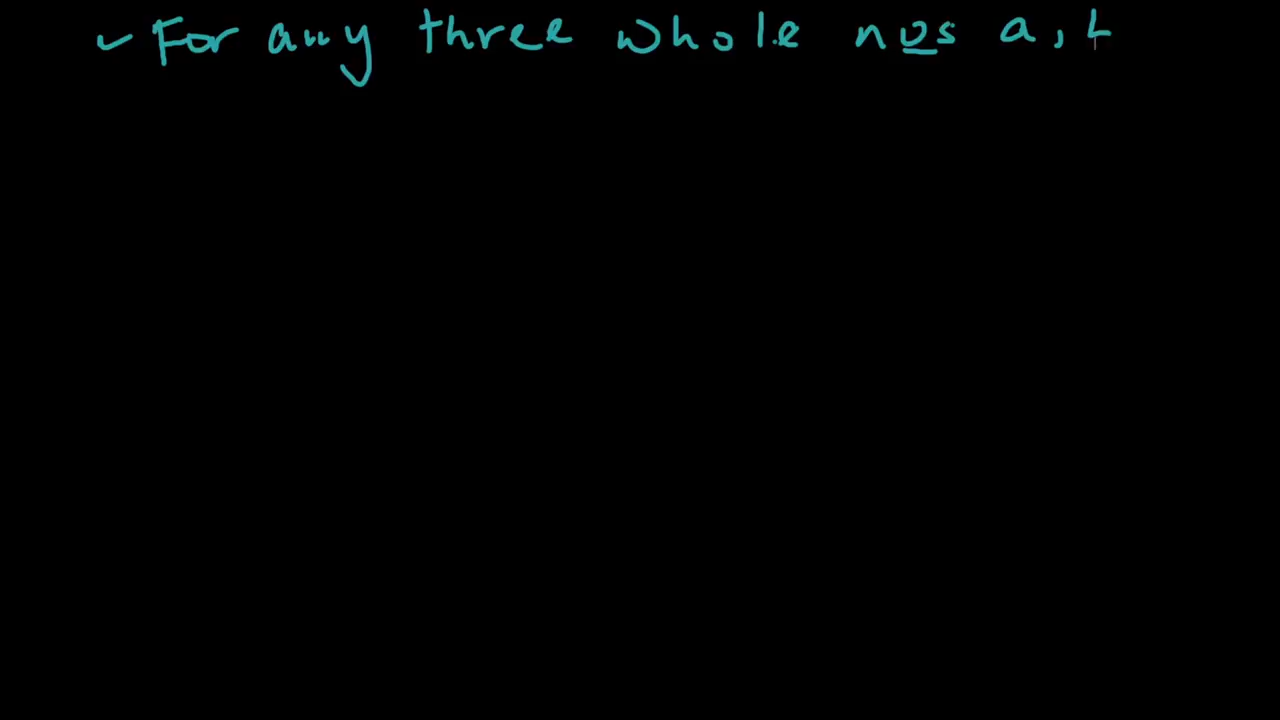 ✓ For any three whole nos a,